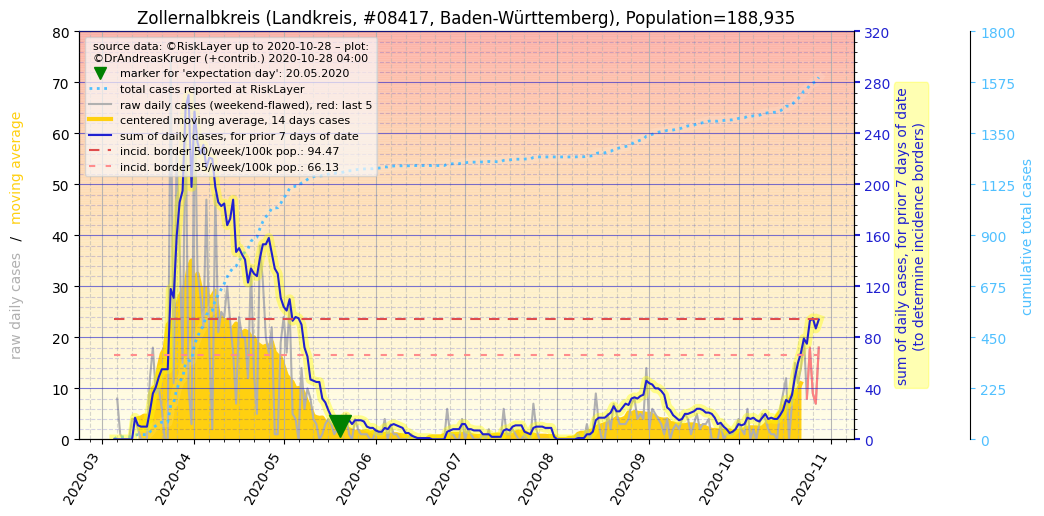 Zollernalbkreis (Landkreis, #08417, Baden-Württemberg), Population=188,935
source data: ©RiskLayer up to 2020-10-28 – plot:
©DrAndreasKruger (+contrib.) 2020-10-28 04:00
marker for 'expectation day': 20.05.2020
total cases reported at RiskLayer
raw daily cases (weekend-flawed), red: last 5
centered moving average, 14 days cases
sum of daily cases, for prior 7 days of date
incid. border 50/week/100k pop.: 94.47
incid. border 35/week/100k pop.: 66.13
raw daily cases / moving average
80
70
60
50
40
30
20
10
0
2020-03
2020-04
2020-05
2020-06
2020-07
2020-08
2020-09
2020-10
2020-11
320
280
240
200
160
120
80
40
0
sum of daily cases, for prior 7 days of date
(to determine incidence borders)
1800
1575
1350
1125
900
675
450
225
0
cumulative total cases